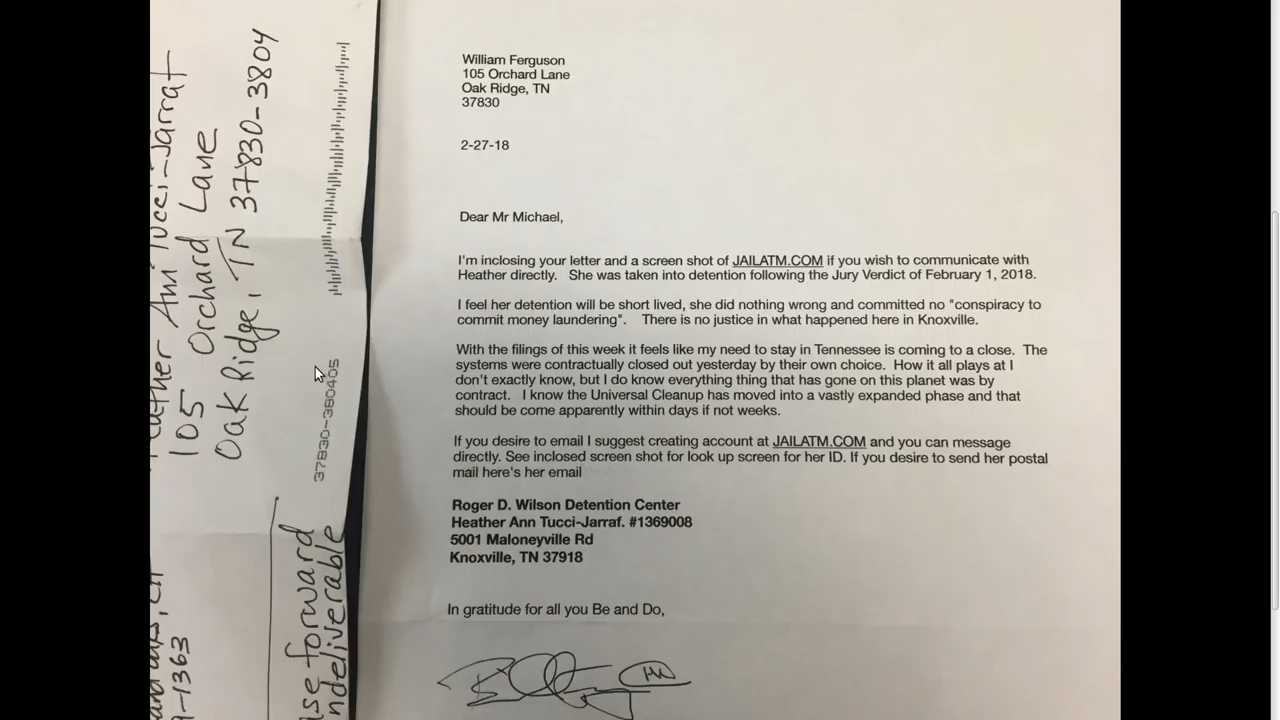 William Ferguson
105 Orchard Lane
Oak Ridge, TN
37830
2-27-18
Dear Mr Michael,
I'm inclosing your letter and a screen shot of JAILATM.COM if you wish to communicate with
Heather directly. She was taken into detention following the Jury Verdict of February 1, 2018.
I feel her detention will be short lived, she did nothing wrong and committed no "conspiracy to
commit money laundering". There is no justice in what happened here in Knoxville.
With the filings of this week it feels like my need to stay in Tennessee is coming to a close. The
systems were contractually closed out yesterday by their own choice. How it all plays at I
don't exactly know, but I do know everything thing that has gone on this planet was by
contract. I know the Universal Cleanup has moved into a vastly expanded phase and that
should be come apparently within days if not weeks.
If you desire to email I suggest creating account at JAILATM.COM and you can message
directly. See inclosed screen shot for look up screen for her ID. If you desire to send her postal
mail here's her email
Roger D. Wilson Detention Center
Heather Ann Tucci-Jarraf. #1369008
5001 Maloneyville Rd
Knoxville, TN 37918
In gratitude for all you Be and Do,
Ann Tucci-Jarrat
105 Orchard Lane
Oak Ridge, TN 37830-3804
37830-380405
forward
1363